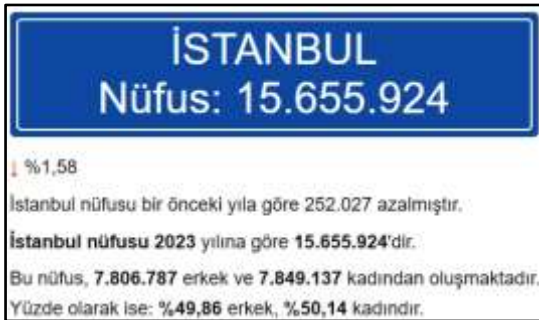 İSTANBUL
Nüfus: 15.655.924
↓ %1,58
İstanbul nüfusu bir önceki yıla göre 252.027 azalmıştır.
İstanbul nüfusu 2023 yılına göre 15.655.924'dir.
Bu nüfus, 7.806.787 erkek ve 7.849.137 kadından oluşmaktadır.
Yüzde olarak ise: %49,86 erkek, %50,14 kadındır.